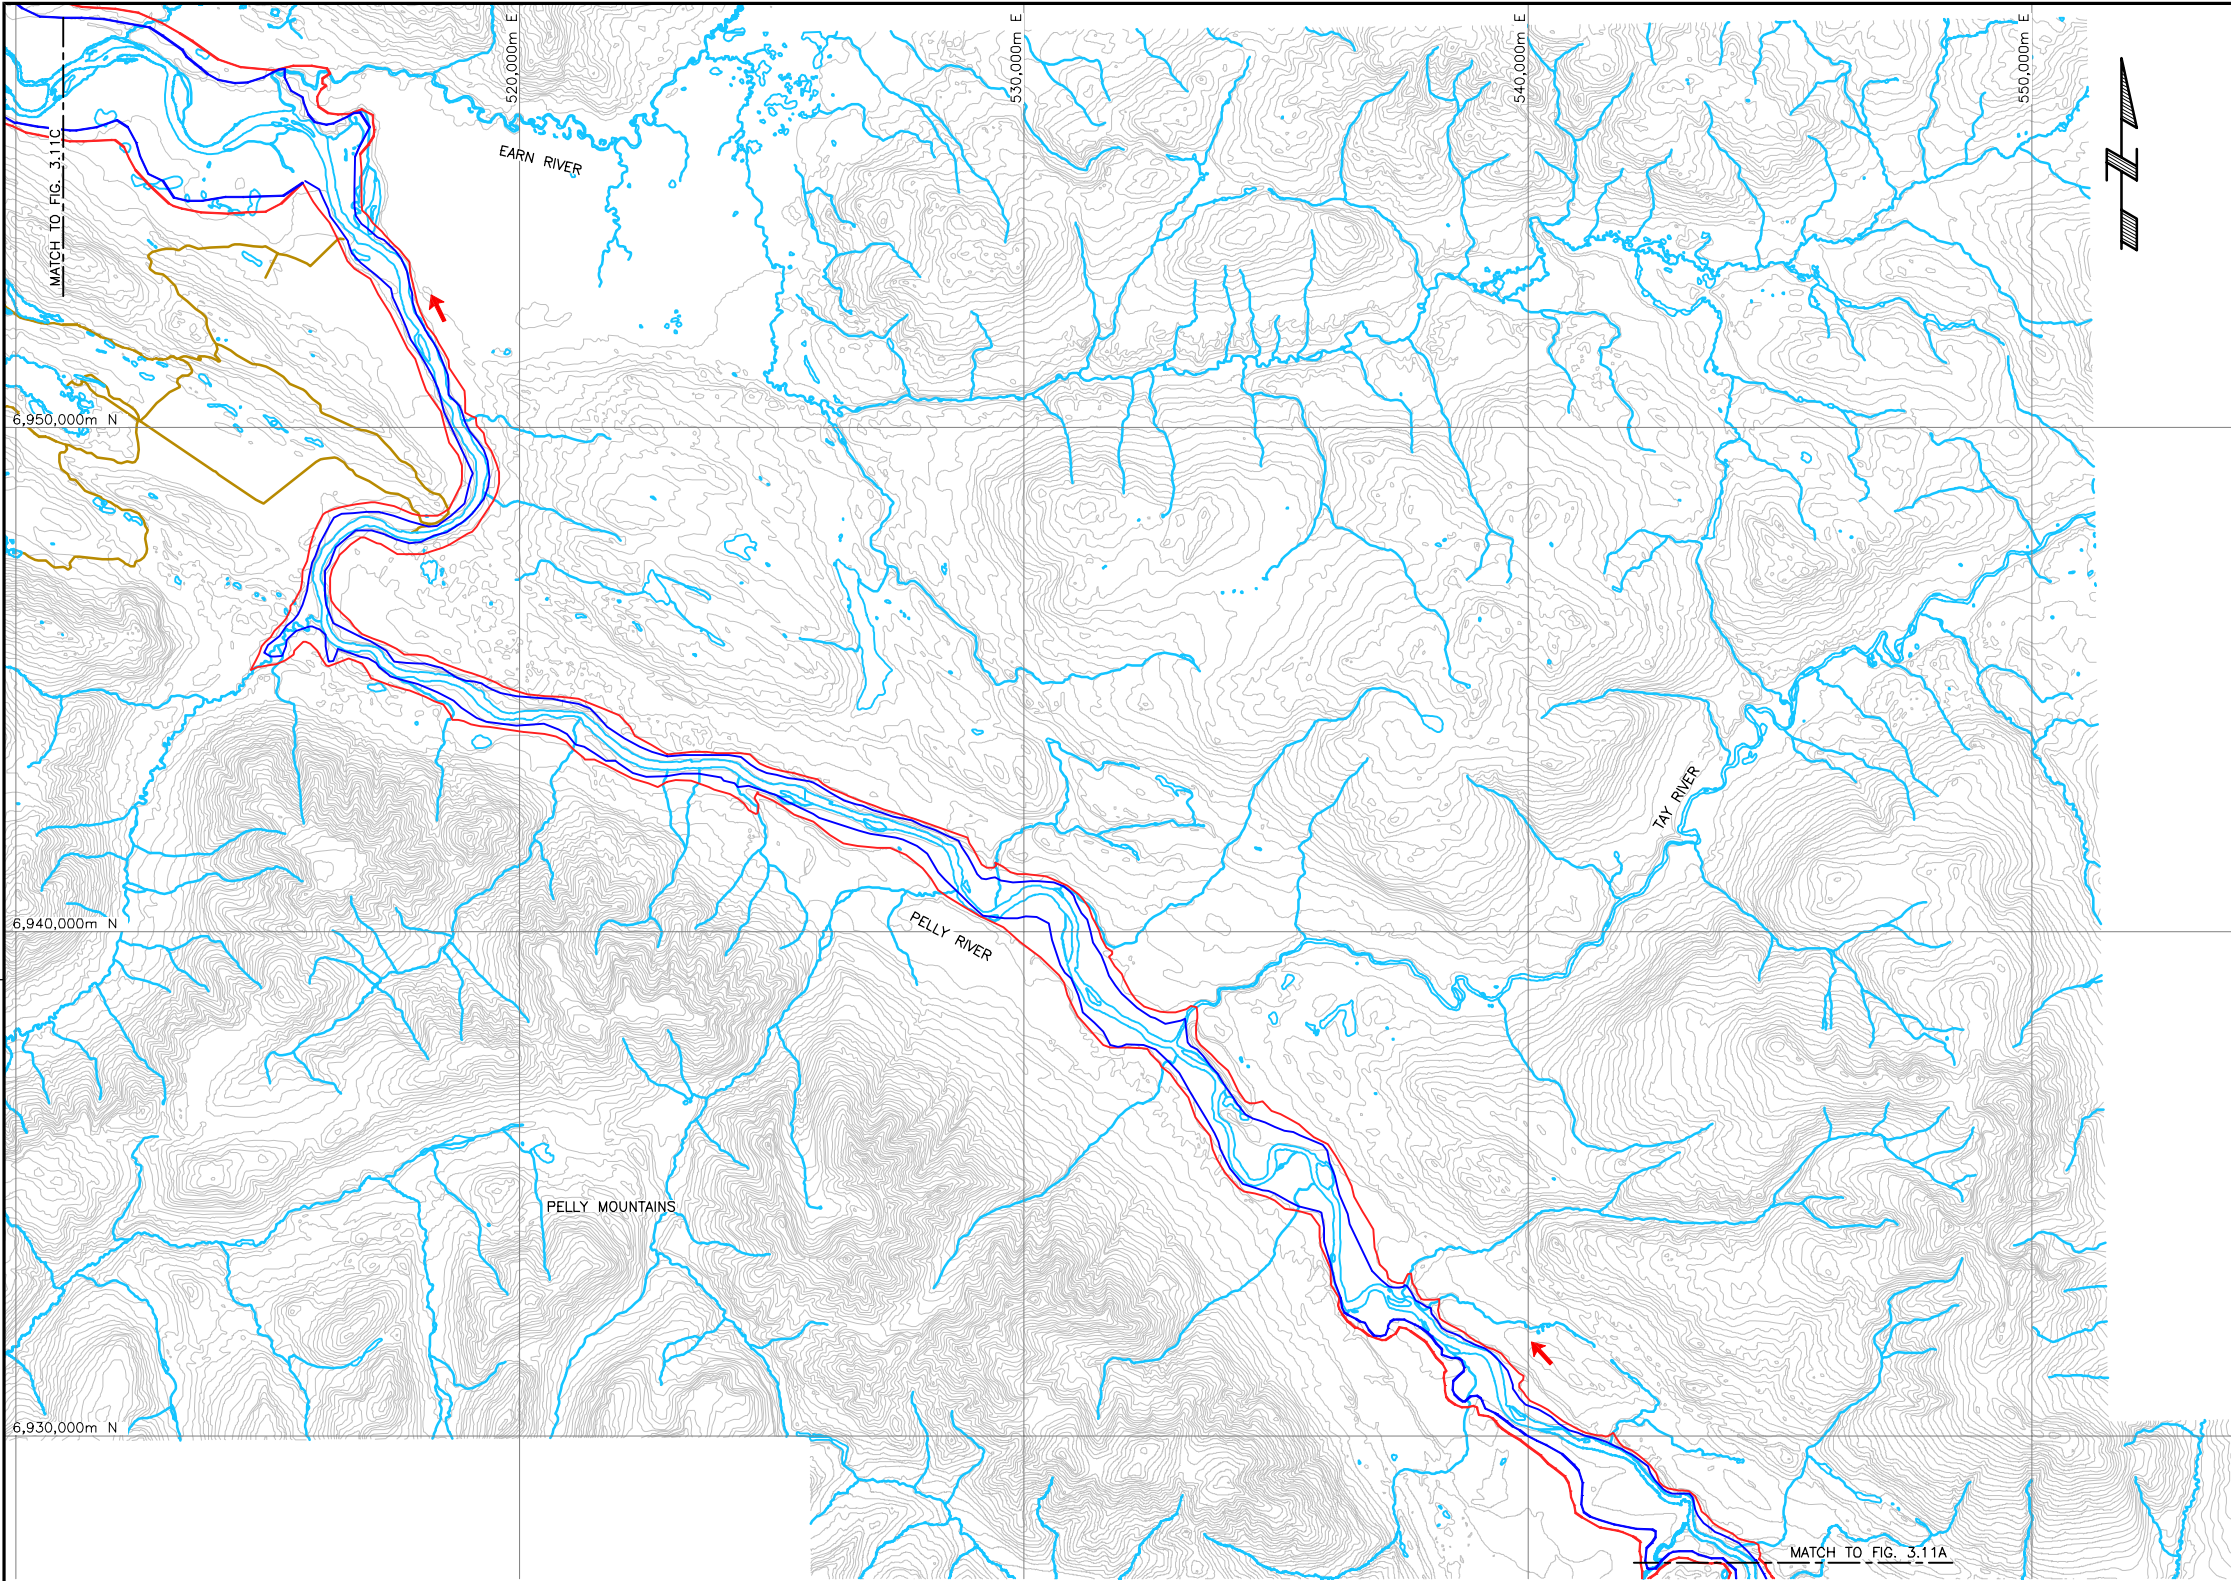 520,000m E
530,000m E
540,000m E
550,000m E
MATCH TO FIG. 3.11C
EARN RIVER
N
6,950,000m N
TAY RIVER
6,940,000m N
PELLY RIVER
PELLY MOUNTAINS
6,930,000m N
MATCH TO FIG. 3.11A